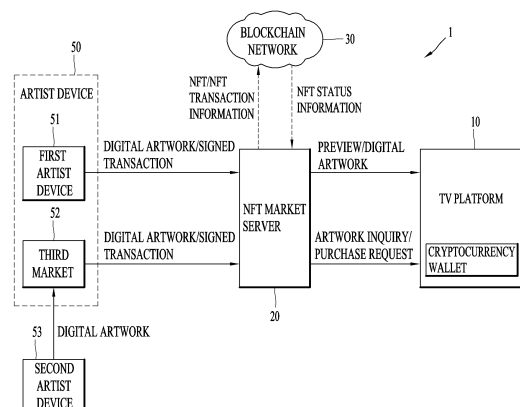 BLOCKCHAIN
NETWORK
30
1
50
ARTIST DEVICE
NFT/NFT
TRANSACTION
INFORMATION
NFT STATUS
INFORMATION
51
FIRST
ARTIST
DEVICE
DIGITAL ARTWORK/SIGNED
TRANSACTION
PREVIEW/DIGITAL
ARTWORK
10
TV PLATFORM
NFT MARKET
SERVER
52
THIRD
MARKET
DIGITAL ARTWORK/SIGNED
TRANSACTION
ARTWORK INQUIRY/
PURCHASE REQUEST
CRYPTOCURRENCY
WALLET
20
53
DIGITAL ARTWORK
SECOND
ARTIST
DEVICE